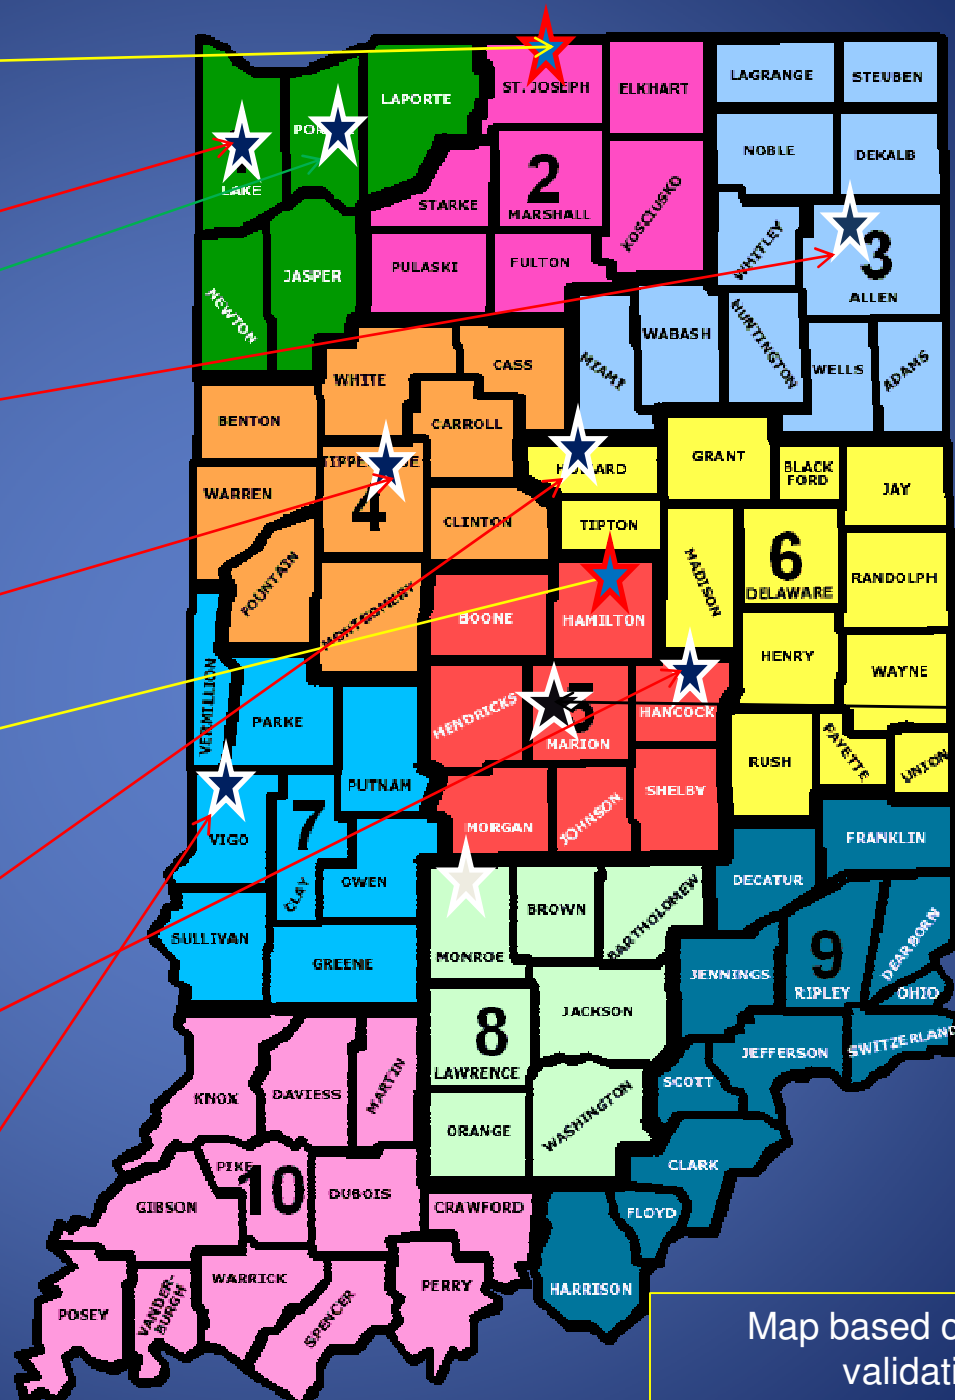 LAGRANGE
STEUBEN
LAPORTE
ST. JOSEPH
ELKHART
NOBLE
DEKALB
LAKE
STARKE
2
MARSHALL
KOSCIUSKO
WHITLEY
3
ALLEN
JASPER
PULASKI
FULTON
NEWTON
WABASH
HUNTINGTON
MIAMI
WELLS
ADAMS
WHITE
CASS
BENTON
CARROLL
GRANT
BLACK
FORD
JAY
WARREN
4
CLINTON
TIPTON
MADISON
6
DELAWARE
RANDOLPH
FOUNTAIN
MONTGOMERY
BOONE
HAMILTON
HENRY
WAYNE
VERMILLION
PARKE
HENDRICKS
5
MARION
HANCOCK
RUSH
FAYETTE
UNION
PUTNAM
SHELBY
VIGO
7
MORGAN
JOHNSON
FRANKLIN
CLAY
OWEN
DECATUR
BROWN
BARTHOLOMEW
SULLIVAN
GREENE
MONROE
JENNINGS
9
RIPLEY
DEARBORN
OHIO
8
LAWRENCE
JACKSON
JEFFERSON
SWITZERLAND
KNOX
DAVIESS
MARTIN
SCOTT
ORANGE
WASHINGTON
PIKE
10
DUBOIS
CLARK
GIBSON
CRAWFORD
FLOYD
WARRICK
PERRY
HARRISON
POSEY
VANDER-
BURGH
SPENCER
Map based
validati